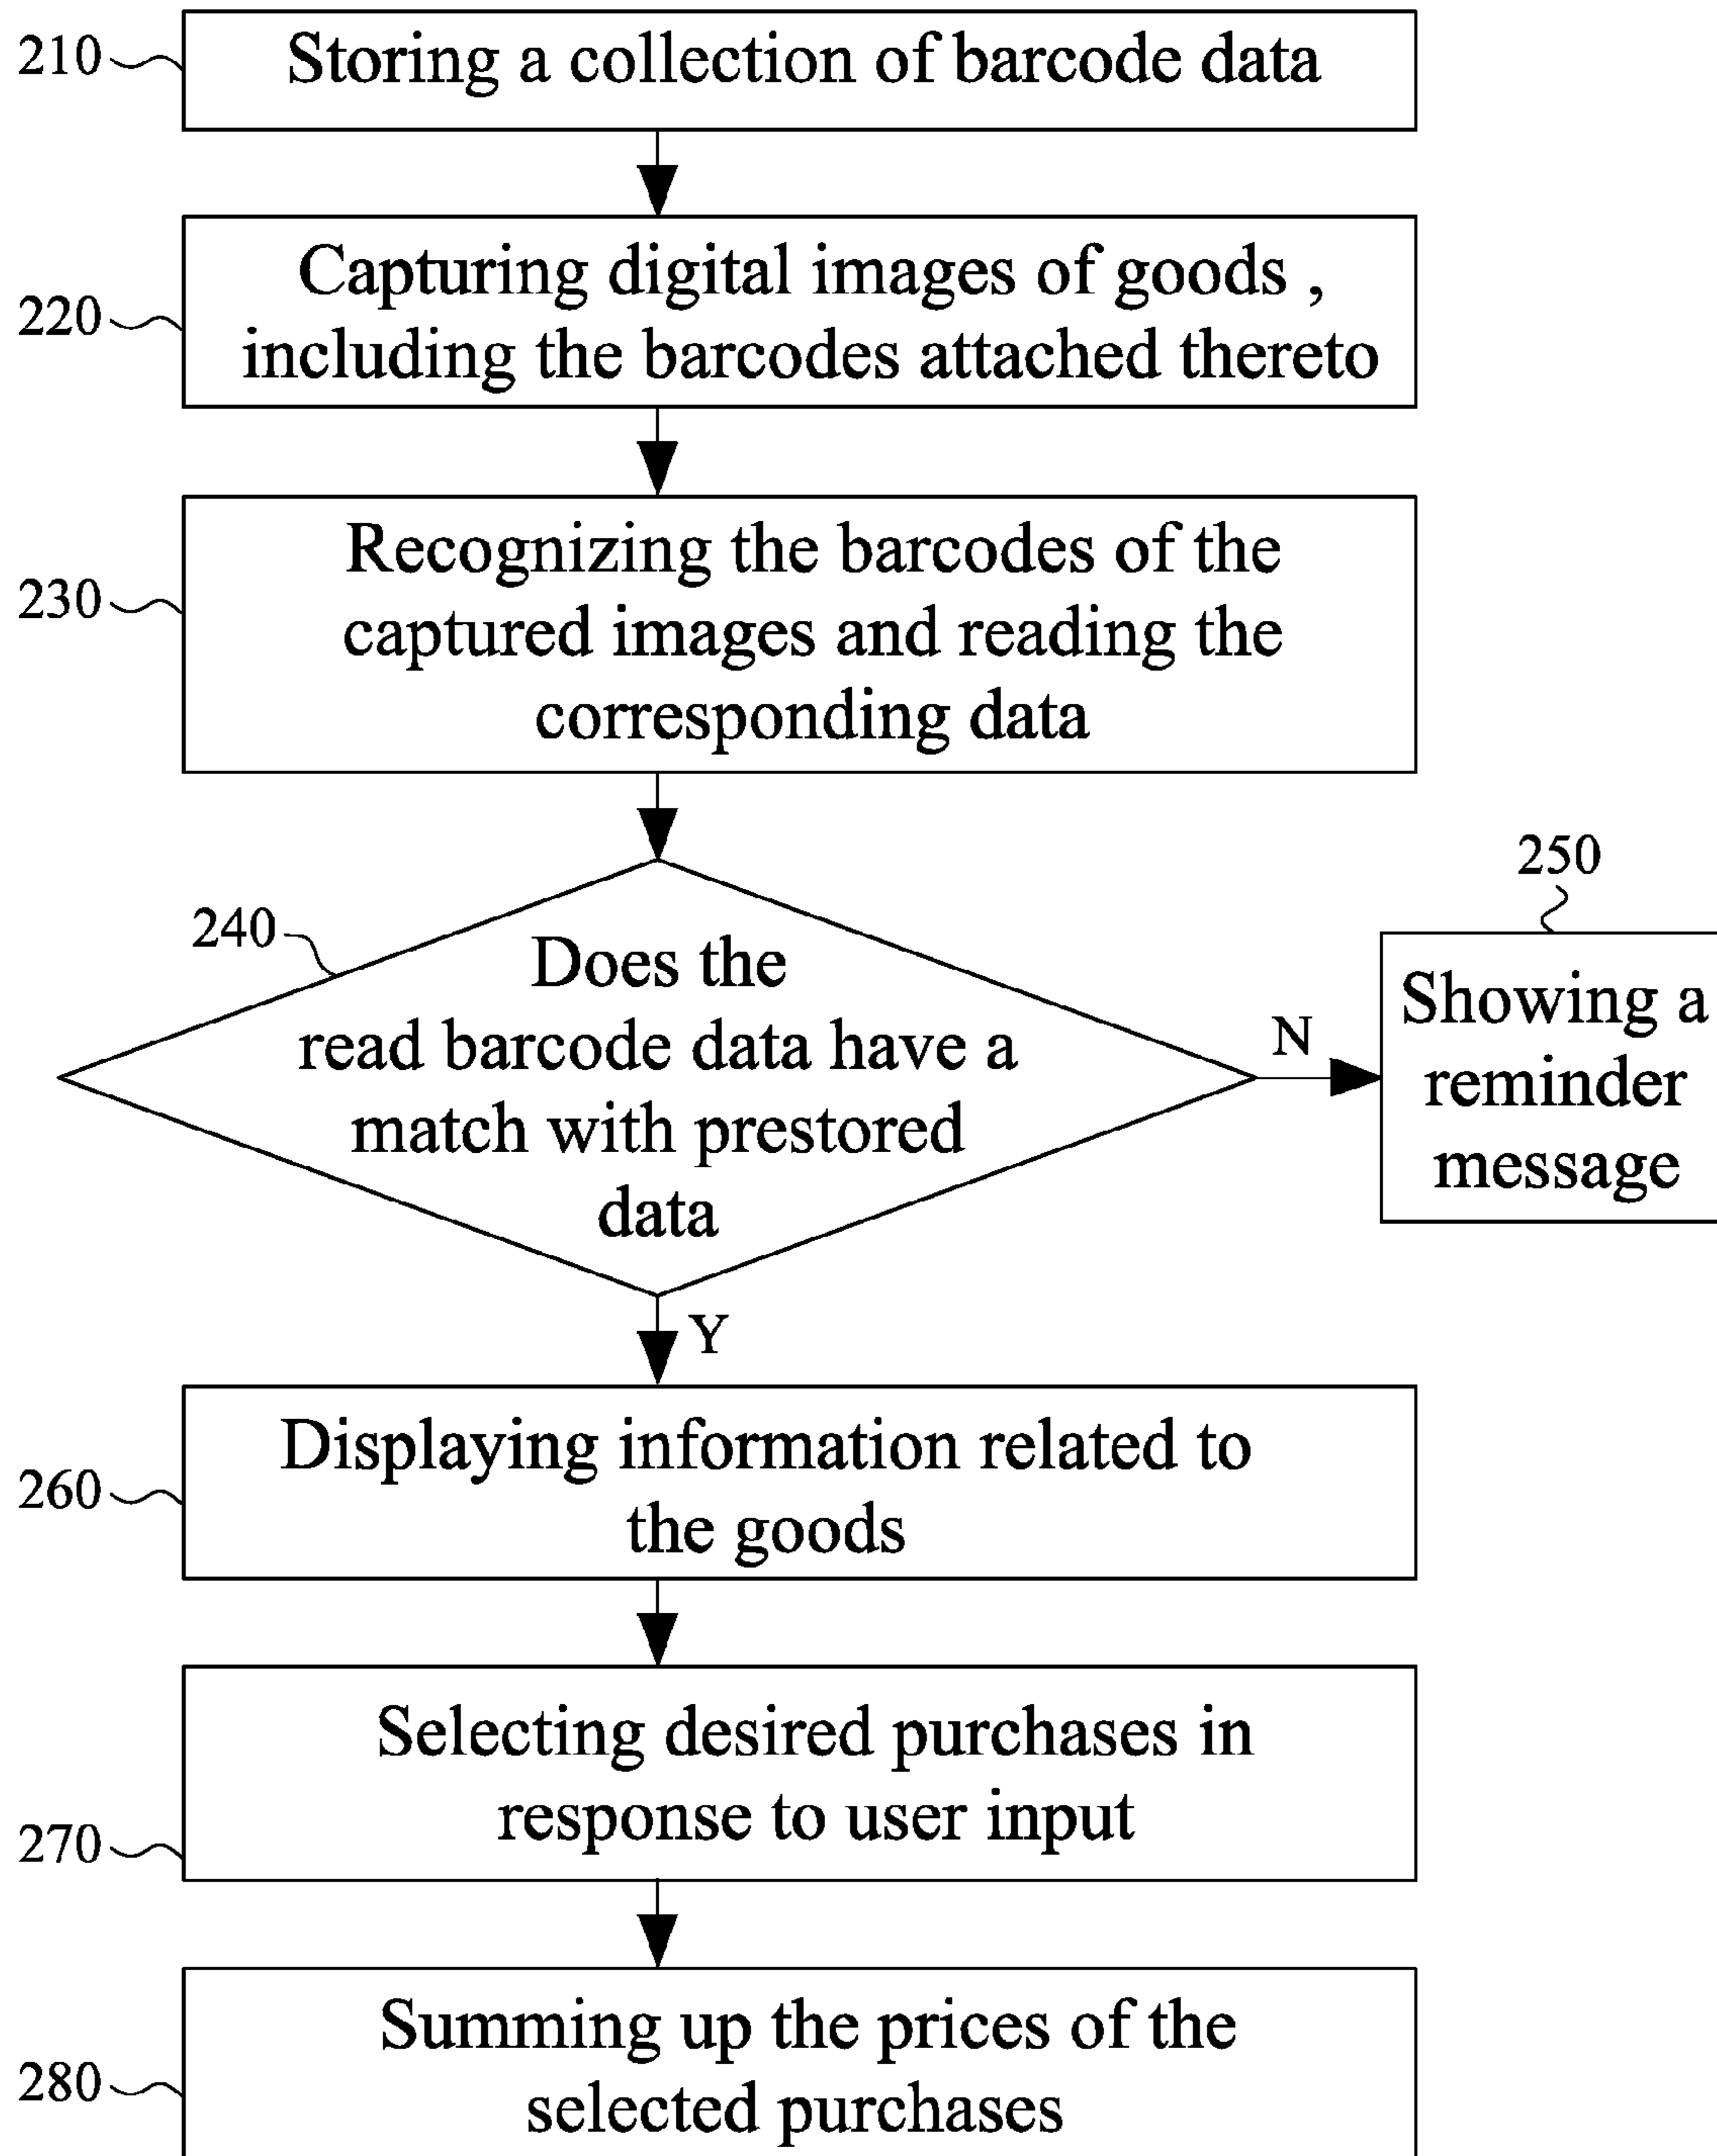 210
Storing a collection of barcode data
220
Capturing digital images of goods ,
including the barcodes attached thereto
230
Recognizing the barcodes of the
captured images and reading the
corresponding data
240
Does the
read barcode data have a
match with prestored
data
N
250
Showing a
reminder
message
Y
260
Displaying information related to
the goods
270
Selecting desired purchases in
response to user input
280
Summing up the prices of the
selected purchases